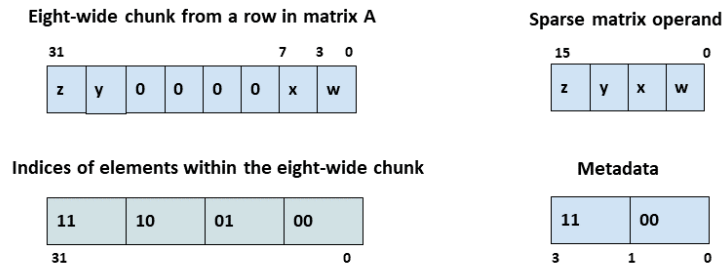 Eight-wide chunk from a row in matrix A
31 7 3 0
z y 0 0 0 0 x w
Sparse matrix operand
15 0
z y x w
Indices of elements within the eight-wide chunk
11 10 01 00
31 0
Metadata
11 00
3 1 0